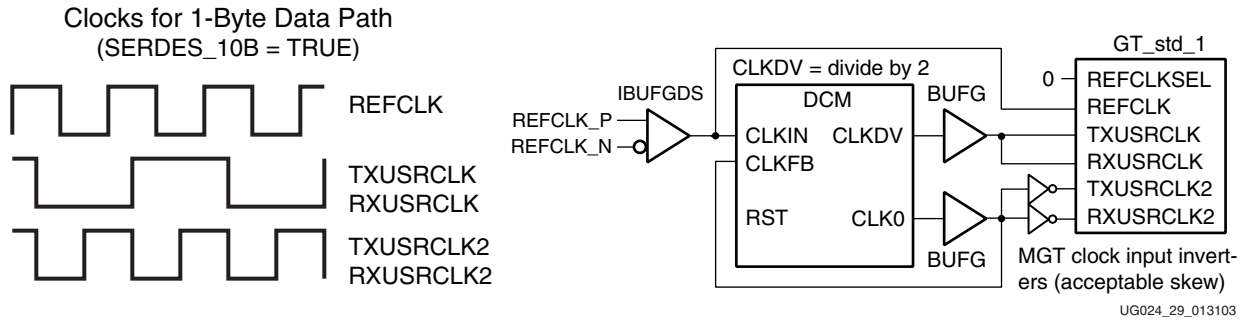 Clocks for 1-Byte Data Path
(SERDES_10B = TRUE)
REFCLK
TXUSRCLK
RXUSRCLK
TXUSRCLK2
RXUSRCLK2
GT_std_1
CLKDV = divide by 2
IBUFGDS
DCM
BUFG
0
REFCLKSEL
REFCLK
REFCLK_P
REFCLK_N
CLKIN
CLKDV
TXUSRCLK
CLKFB
RXUSRCLK
TXUSRCLK2
RST
CLK0
RXUSRCLK2
BUFG
MGT clock input invert-
ers (acceptable skew)
UG024_29_013103